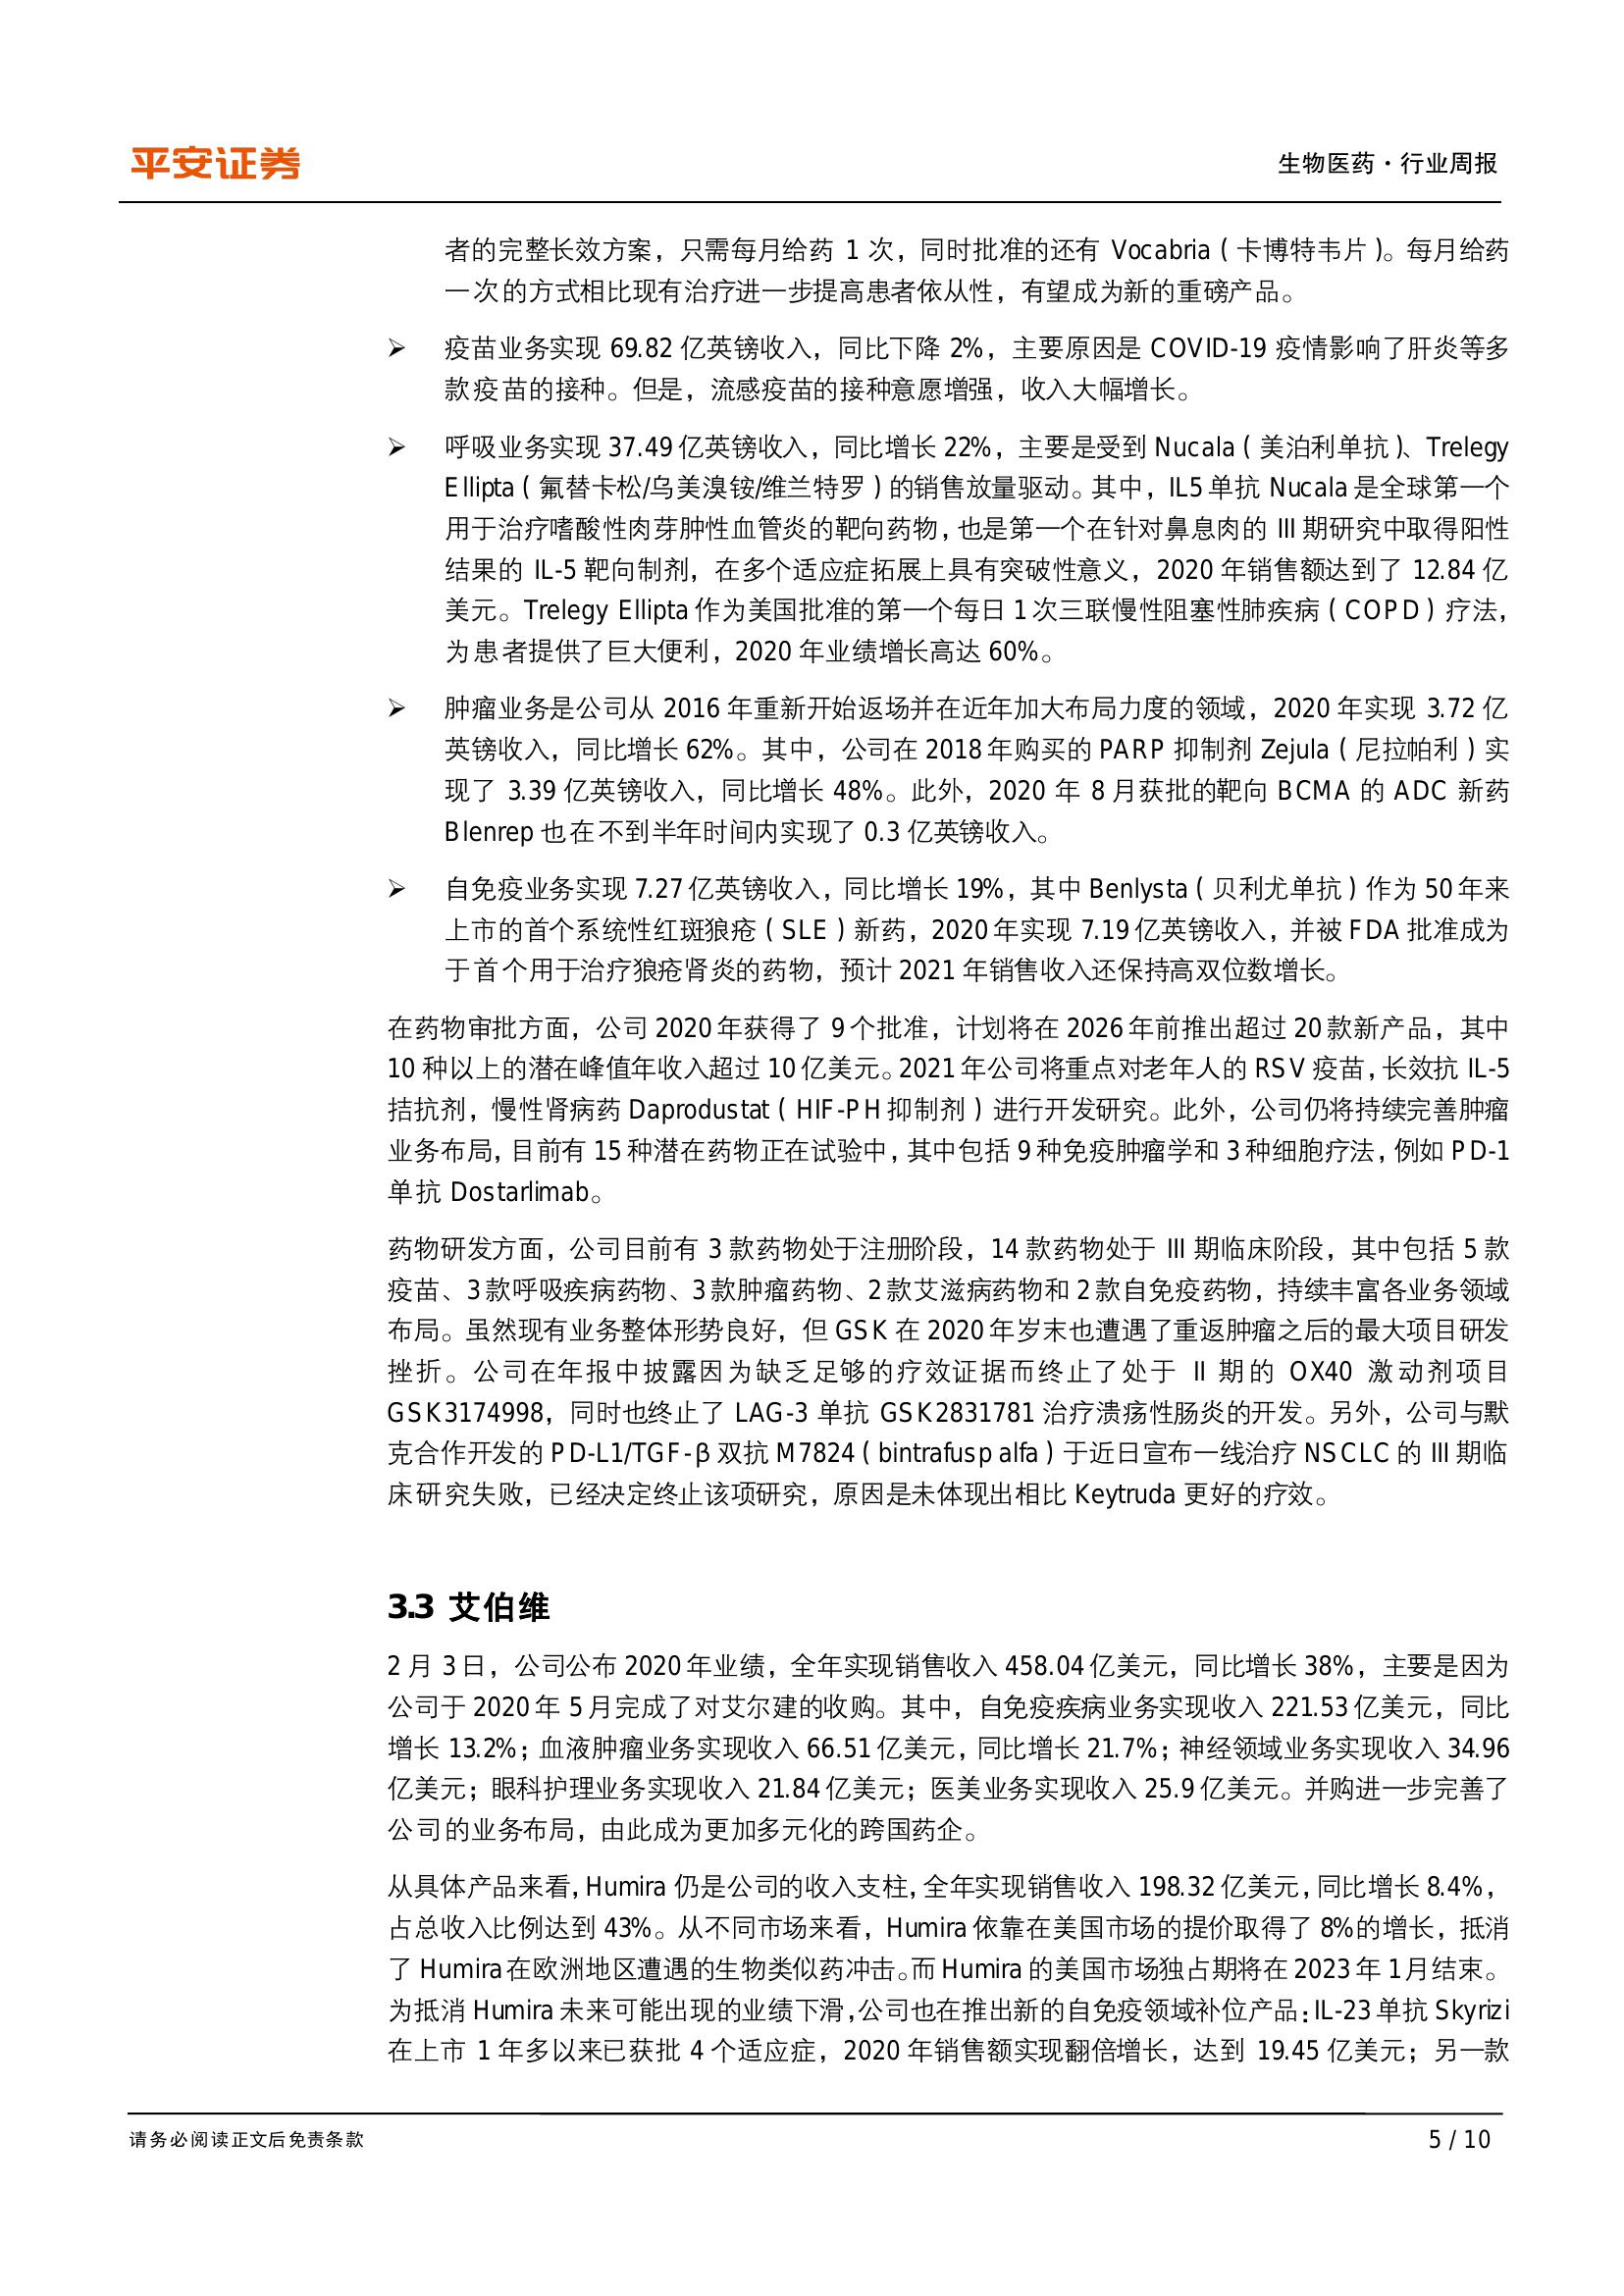 平安证券
生物医药·行业周报
者的完整长效方案，只需每月给药 1 次，同时批准的还有 Vocabria（卡博特韦片）。每月给药
一次的方式相比现有治疗进一步提高患者依从性，有望成为新的重磅产品。
➢ 疫苗业务实现 69.82 亿英镑收入，同比下降 2%，主要原因是 COVID-19 疫情影响了肝炎等多
款疫苗的接种。但是，流感疫苗的接种意愿增强，收入大幅增长。
➢ 呼吸业务实现 37.49 亿英镑收入，同比增长 22%，主要是受到 Nucala（美泊利单抗）、Trelegy
Ellipta（氟替卡松/乌美溴铵/维兰特罗）的销售放量驱动。其中，IL5 单抗 Nucala 是全球第一个
用于治疗嗜酸性肉芽肿性血管炎的靶向药物，也是第一个在针对鼻息肉的 III 期研究中取得阳性
结果的 IL-5 靶向制剂，在多个适应症拓展上具有突破性意义，2020 年销售额达到了 12.84 亿
美元。Trelegy Ellipta 作为美国批准的第一个每日 1 次三联慢性阻塞性肺疾病（COPD）疗法，
为患者提供了巨大便利，2020 年业绩增长高达 60%。
➢ 肿瘤业务是公司从 2016 年重新开始返场并在近年加大布局力度的领域，2020 年实现 3.72 亿
英镑收入，同比增长 62%。其中，公司在 2018 年购买的 PARP 抑制剂 Zejula（尼拉帕利）实
现了 3.39 亿英镑收入，同比增长 48%。此外，2020 年 8 月获批的靶向 BCMA 的 ADC 新药
Blenrep 也在不到半年时间内实现了 0.3 亿英镑收入。
➢ 自免疫业务实现 7.27 亿英镑收入，同比增长 19%，其中 Benlysta（贝利尤单抗）作为 50 年来
上市的首个系统性红斑狼疮（SLE）新药，2020 年实现 7.19 亿英镑收入，并被 FDA 批准成为
于首个用于治疗狼疮肾炎的药物，预计 2021 年销售收入还保持高双位数增长。
在药物审批方面，公司 2020 年获得了 9 个批准，计划将在 2026 年前推出超过 20 款新产品，其中
10 种以上的潜在峰值年收入超过 10 亿美元。2021 年公司将重点对老年人的 RSV 疫苗，长效抗 IL-5
拮抗剂，慢性肾病药 Daprodustat（HIF-PH 抑制剂）进行开发研究。此外，公司仍将持续完善肿瘤
业务布局，目前有 15 种潜在药物正在试验中，其中包括 9 种免疫肿瘤学和 3 种细胞疗法，例如 PD-1
单抗 Dostarlimab。
药物研发方面，公司目前有 3 款药物处于注册阶段，14 款药物处于 III 期临床阶段，其中包括 5 款
疫苗、3 款呼吸疾病药物、3 款肿瘤药物、2 款艾滋病药物和 2 款自免疫药物，持续丰富各业务领域
布局。虽然现有业务整体形势良好，但 GSK 在 2020 年岁末也遭遇了重返肿瘤之后的最大项目研发
挫折。公司在年报中披露因为缺乏足够的疗效证据而终止了处于 II 期的 OX40 激动剂项目
GSK3174998，同时也终止了 LAG-3 单抗 GSK2831781 治疗溃疡性肠炎的开发。另外，公司与默
克合作开发的 PD-L1/TGF-β 双抗 M7824（bintrafusp alfa）于近日宣布一线治疗 NSCLC 的 III 期临
床研究失败，已经决定终止该项研究，原因是未体现出相比 Keytruda 更好的疗效。
3.3 艾伯维
2 月 3 日，公司公布 2020 年业绩，全年实现销售收入 458.04 亿美元，同比增长 38%，主要是因为
公司于 2020 年 5 月完成了对艾尔建的收购。其中，自免疫疾病业务实现收入 221.53 亿美元，同比
增长 13.2%；血液肿瘤业务实现收入 66.51 亿美元，同比增长 21.7%；神经领域业务实现收入 34.96
亿美元；眼科护理业务实现收入 21.84 亿美元；医美业务实现收入 25.9 亿美元。并购进一步完善了
公司的业务布局，由此成为更加多元化的跨国药企。
从具体产品来看，Humira 仍是公司的收入支柱，全年实现销售收入 198.32 亿美元，同比增长 8.4%，
占总收入比例达到 43%。从不同市场来看，Humira 依靠在美国市场的提价取得了 8%的增长，抵消
了 Humira 在欧洲地区遭遇的生物类似药冲击。而 Humira 的美国市场独占期将在 2023 年 1 月结束。
为抵消 Humira 未来可能出现的业绩下滑，公司也在推出新的自免疫领域补位产品：IL-23 单抗 Skyrizi
在上市 1 年多以来已获批 4 个适应症，2020 年销售额实现翻倍增长，达到 19.45 亿美元；另一款
请务必阅读正文后免责条款
5 / 10